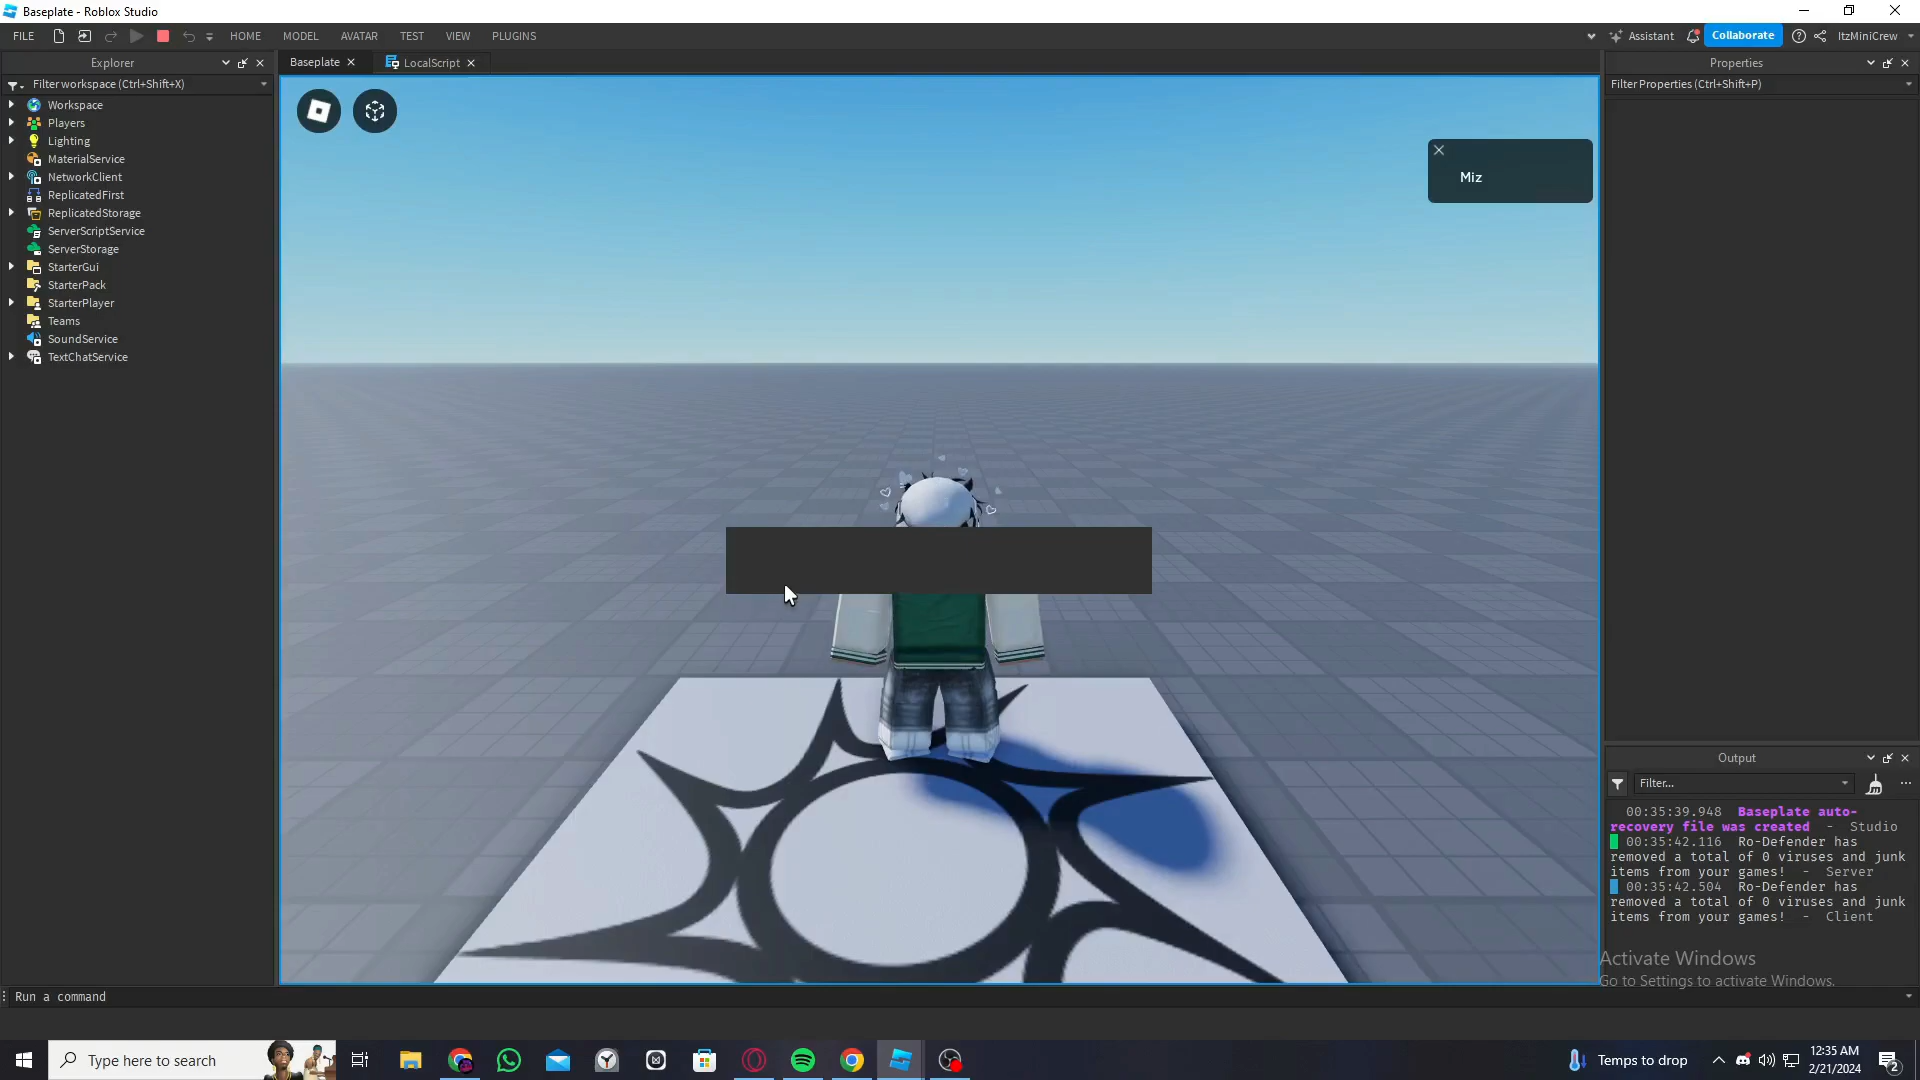 Baseplate - Roblox Studio
FILE HOME MODEL AVATAR TEST VIEW PLUGINS Assistant Collaborate ItzMiniCrew
Explorer
Filter workspace (Ctrl+Shift+X)
Workspace
Players
Lighting
MaterialService
NetworkClient
ReplicatedFirst
ReplicatedStorage
ServerScriptService
ServerStorage
StarterGui
StarterPack
StarterPlayer
Teams
SoundService
TextChatService
Baseplate
LocalScript
Miz
Properties
Filter Properties (Ctrl+Shift+P)
Output
Filter...
00:35:39.948 Baseplate auto-
recovery file was created - Studio
00:35:42.116 Ro-Defender has
removed a total of 0 viruses and junk
items from your games! - Server
00:35:42.504 Ro-Defender has
removed a total of 0 viruses and junk
items from your games! - Client
Activate Windows
Go to Settings to activate Windows.
Run a command
Type here to search
Temps to drop
12:35 AM
2/21/2024
2